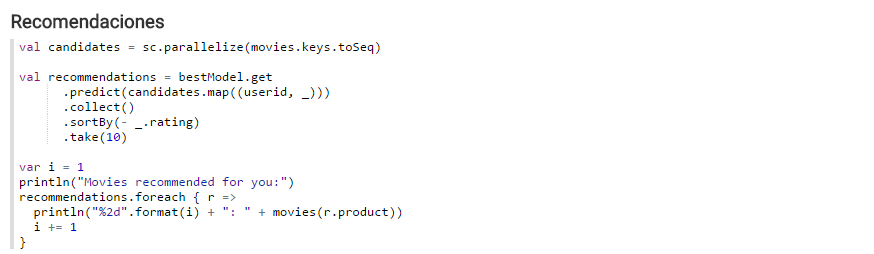 Recomendaciones
val candidates = sc.parallelize(movies.keys.toSeq)
val recommendations = bestModel.get
.predict(candidates.map((userid, _)))
.collect()
.sortBy(- _.rating)
.take(10)
var i = 1
println("Movies recommended for you:")
recommendations.foreach { r =>
println("%2d".format(i) + ": " + movies(r.product))
i += 1
}